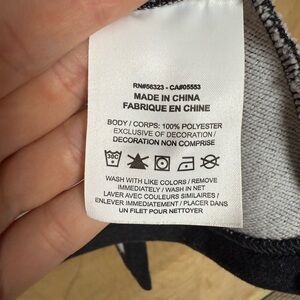 RN#56323 - CA#05553
MADE IN CHINA
FABRIQUE EN CHINE
BODY / CORPS: 100% POLYESTER
EXCLUSIVE OF DECORATION /
DECORATION NON COMPRISE
30C
WASH WITH LIKE COLORS / REMOVE
IMMEDIATELY / WASH IN NET
LAVER AVEC COULEURS SIMILAIRES /
ENLEVER IMMEDIATEMENT / PLACER DANS
UN FILET POUR NETTOYER